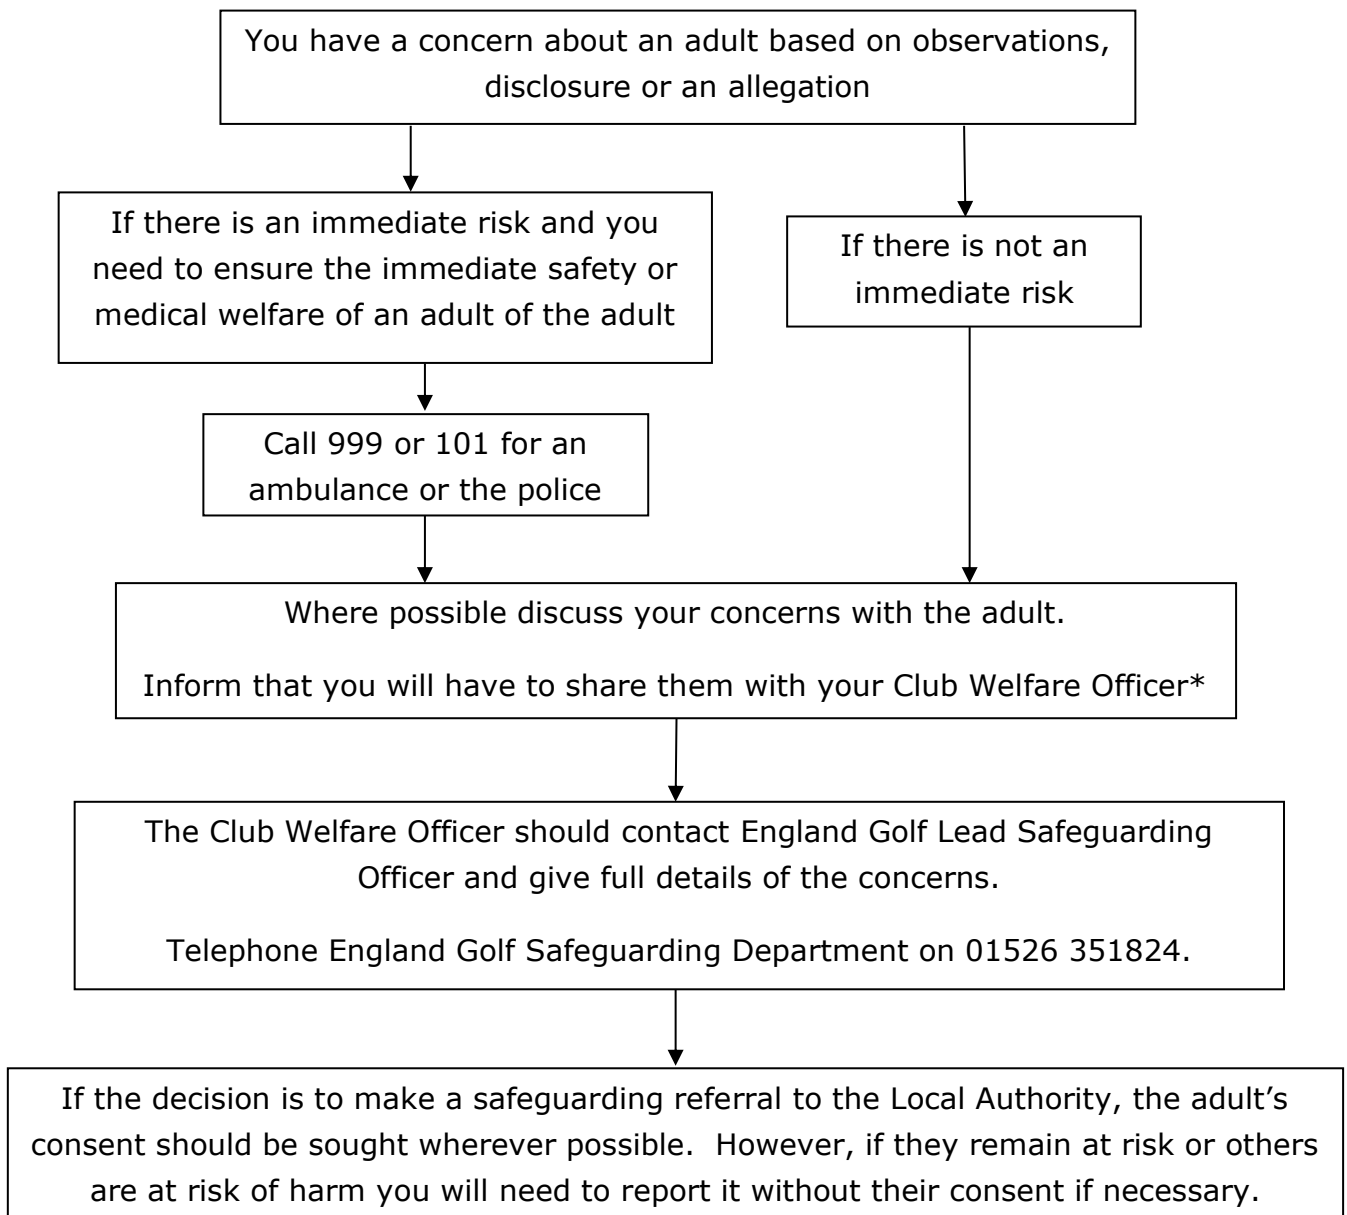 You have a concern about an adult based on observations,
disclosure or an allegation
If there is an immediate risk and you
need to ensure the immediate safety or
medical welfare of an adult of the adult
If there is not an
immediate risk
Call 999 or 101 for an
ambulance or the police
Where possible discuss your concerns with the adult.
Inform that you will have to share them with your Club Welfare Officer*
The Club Welfare Officer should contact England Golf Lead Safeguarding
Officer and give full details of the concerns.
Telephone England Golf Safeguarding Department on 01526 351824.
If the decision is to make a safeguarding referral to the Local Authority, the adult’s
consent should be sought wherever possible.  However, if they remain at risk or others
are at risk of harm you will need to report it without their consent if necessary.